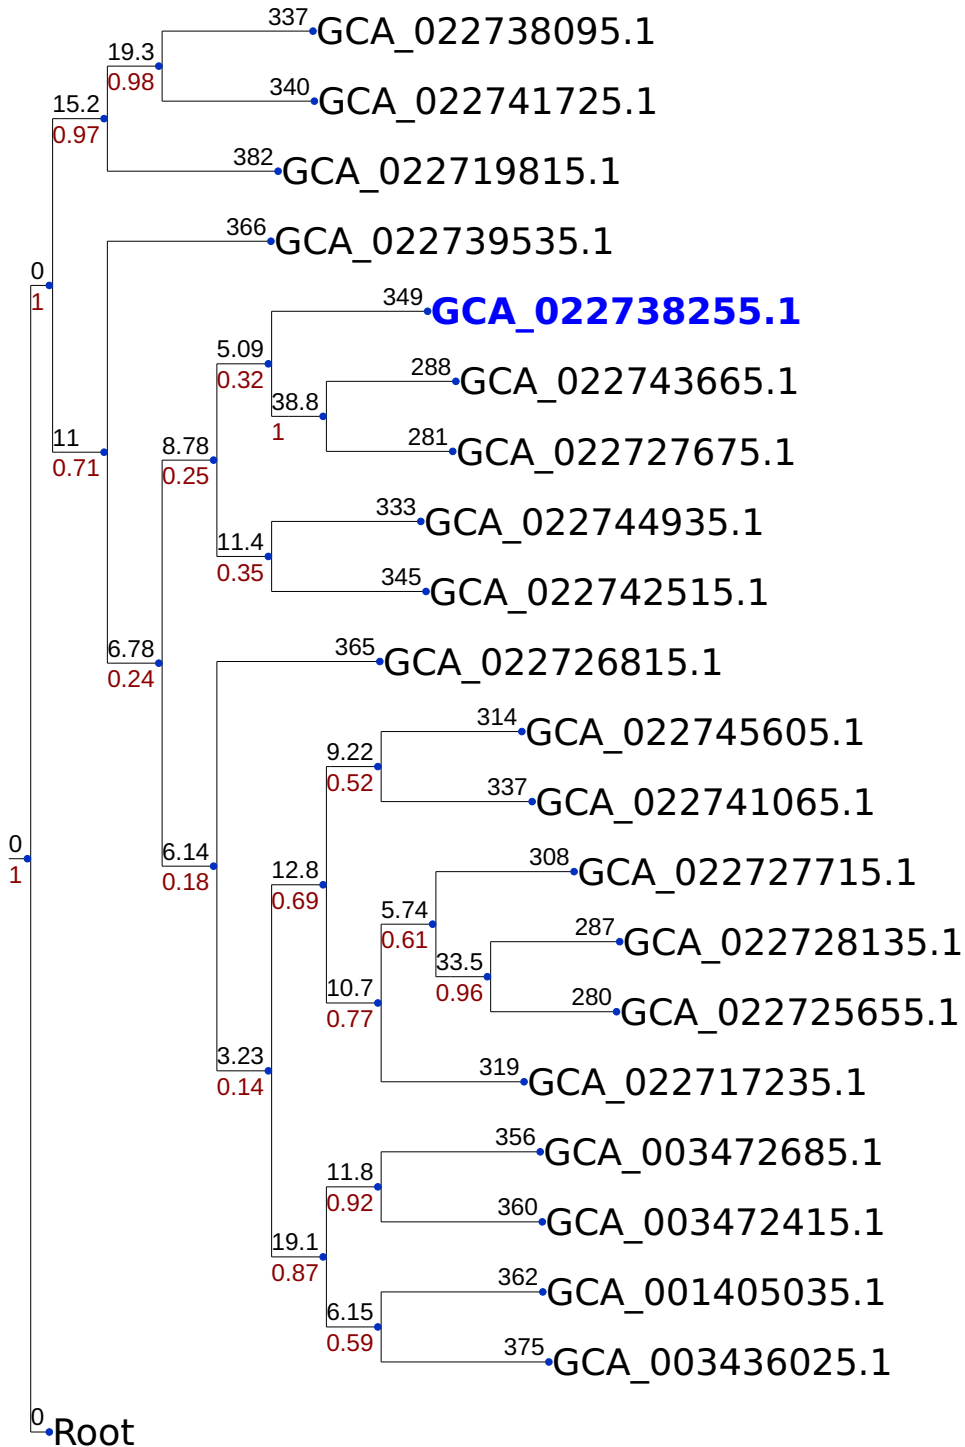 337
GCA_022738095.1
19.3
0.98
340
GCA_022741725.1
15.2
0.97
382
GCA_022719815.1
366
GCA_022739535.1
0
1
349
GCA_022738255.1
5.09
0.32
288
GCA_022743665.1
38.8
1
281
GCA_022727675.1
11
0.71
8.78
0.25
333
GCA_022744935.1
11.4
0.35
345
GCA_022742515.1
6.78
0.24
365
GCA_022726815.1
314
GCA_022745605.1
9.22
0.52
337
GCA_022741065.1
0
1
6.14
0.18
12.8
0.69
308
GCA_022727715.1
5.74
0.61
287
GCA_022728135.1
33.5
0.96
280
GCA_022725655.1
10.7
0.77
3.23
0.14
319
GCA_022717235.1
356
GCA_003472685.1
11.8
0.92
360
GCA_003472415.1
19.1
0.87
362
GCA_001405035.1
6.15
0.59
375
GCA_003436025.1
0
Root